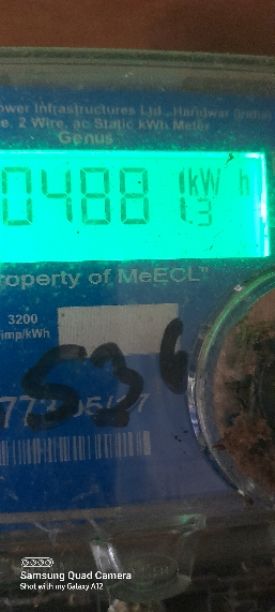 ower Infrastructures Ltd., Haridwar (India)
e, 2 Wire, ac Static kWh Meter
Genus
0488 kW h
roperty of MeECL"
3200
imp/kWh
536
Samsung Quad Camera
Shot with my Galaxy A12